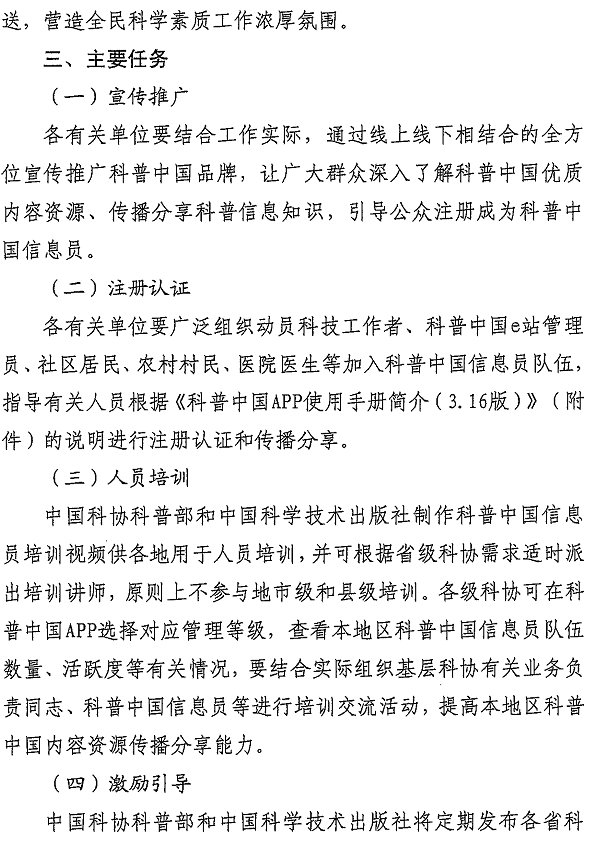 送，营造全民科学素质工作浓厚氛围。
三、主要任务
（一）宣传推广
各有关单位要结合工作实际，通过线上线下相结合的全方
位宣传推广科普中国品牌，让广大群众深入了解科普中国优质
内容资源、传播分享科普信息知识，引导公众注册成为科普中
国信息员。
（二）注册认证
各有关单位要广泛组织动员科技工作者、科普中国e站管理
员、社区居民、农村村民、医院医生等加入科普中国信息员队伍，
指导有关人员根据《科普中国APP使用手册简介（3.16版）》（附
件）的说明进行注册认证和传播分享。
（三）人员培训
中国科协科普部和中国科学技术出版社制作科普中国信息
员培训视频供各地用于人员培训，并可根据省级科协需求适时派
出培训讲师，原则上不参与地市级和县级培训。各级科协可在科
普中国APP选择对应管理等级，查看本地区科普中国信息员队伍
数量、活跃度等有关情况，要结合实际组织基层科协有关业务负
责同志、科普中国信息员等进行培训交流活动，提高本地区科普
中国内容资源传播分享能力。
（四）激励引导
中国科协科普部和中国科学技术出版社将定期发布各省科